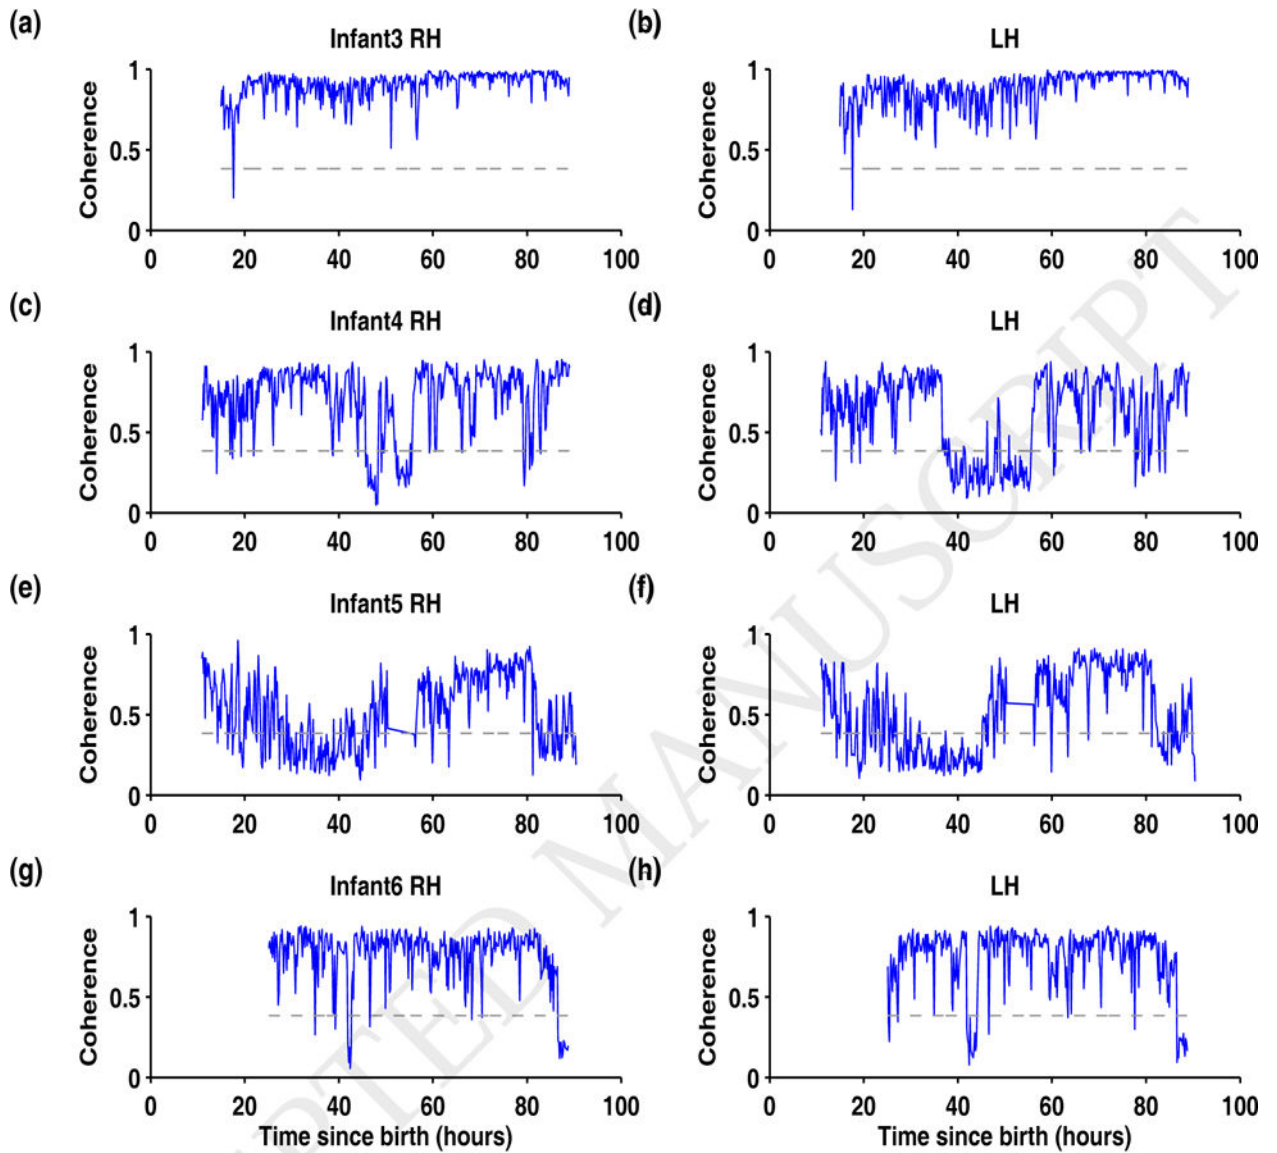 (a)
Infant3 RH
Coherence
1
0.5
0
0 20 40 60 80 100
(b)
LH
Coherence
1
0.5
0
0 20 40 60 80 100
(c)
Infant4 RH
Coherence
1
0.5
0
0 20 40 60 80 100
(d)
LH
Coherence
1
0.5
0
0 20 40 60 80 100
(e)
Infant5 RH
Coherence
1
0.5
0
0 20 40 60 80 100
(f)
LH
Coherence
1
0.5
0
0 20 40 60 80 100
(g)
Infant6 RH
Coherence
1
0.5
0
0 20 40 60 80 100
Time since birth (hours)
(h)
LH
Coherence
1
0.5
0
0 20 40 60 80 100
Time since birth (hours)
PTED MANUSCRIPT